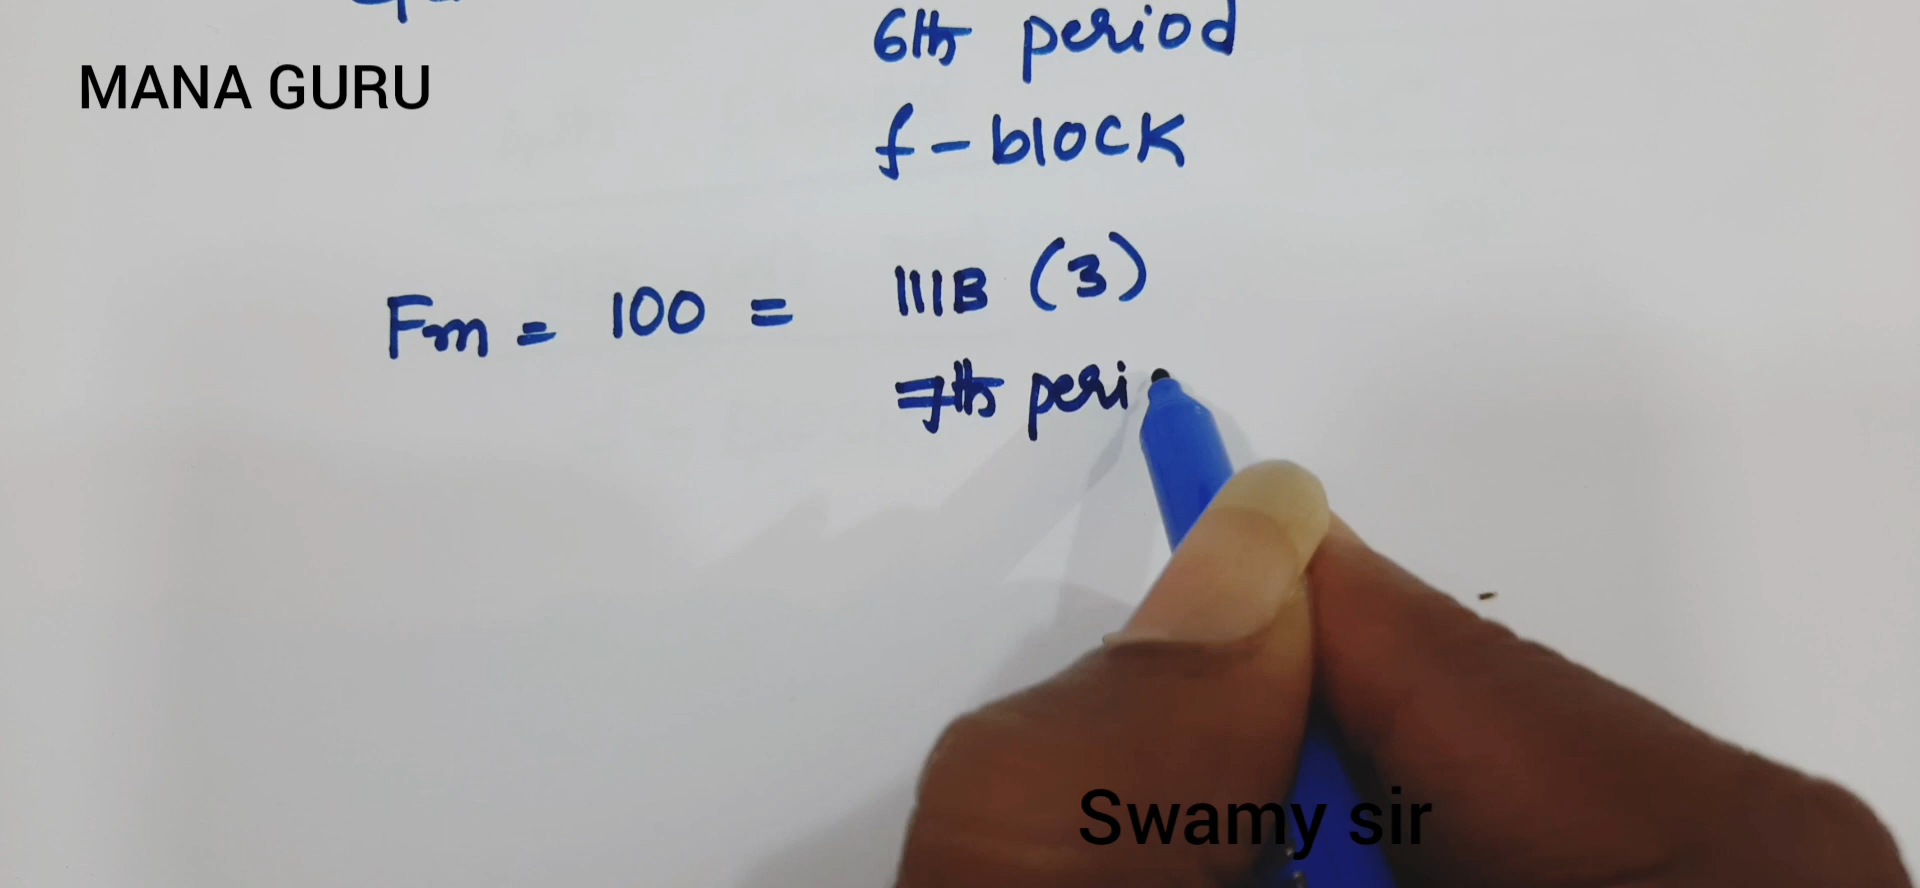 6th period
MANA GURU
f-block
IIIB (3)
Fm = 100 =
7th peri
Swamy sir